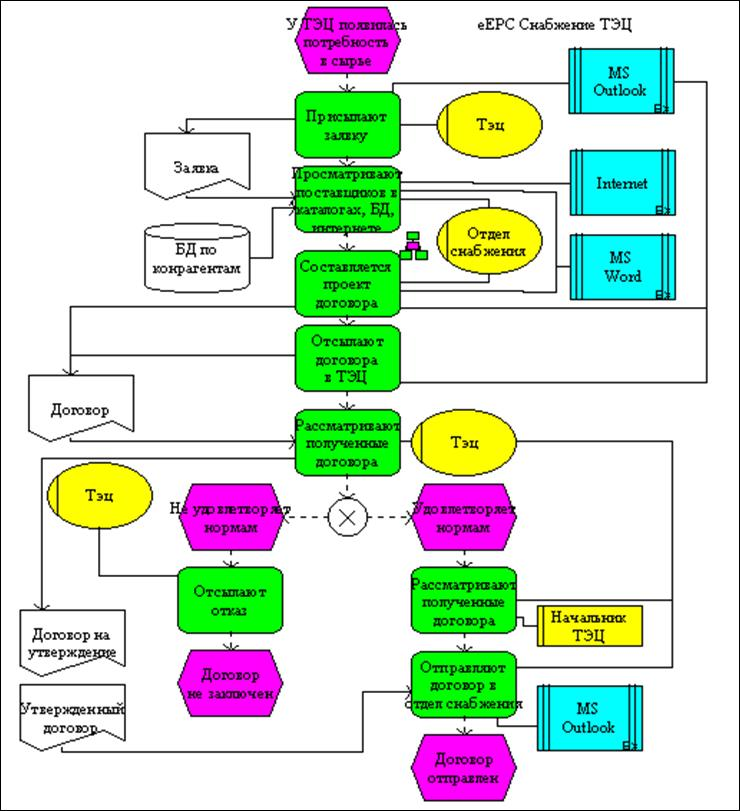 У ТЭЦ появилась
потребность
в сырье
eEPC Снабжение ТЭЦ
MS
Outlook
Присылают
заявку
Тэц
Заявка
Просматривают
поставщиков в
каталогах, БД,
интернете
Internet
БД по
конрагентам
Отдел
снабжения
MS
Word
Составляется
проект
договора
Отсылают
договора
в ТЭЦ
Договор
Рассматривают
полученные
договора
Тэц
Тэц
Не удовлетворяет
нормам
Удовлетворяет
нормам
Отсылают
отказ
Рассматривают
полученные
договора
Начальник
ТЭЦ
Договор на
утверждение
Договор
не заключен
Отправляют
договор в
отдел снабжения
Утвержденный
договор
MS
Outlook
Договор
отправлен